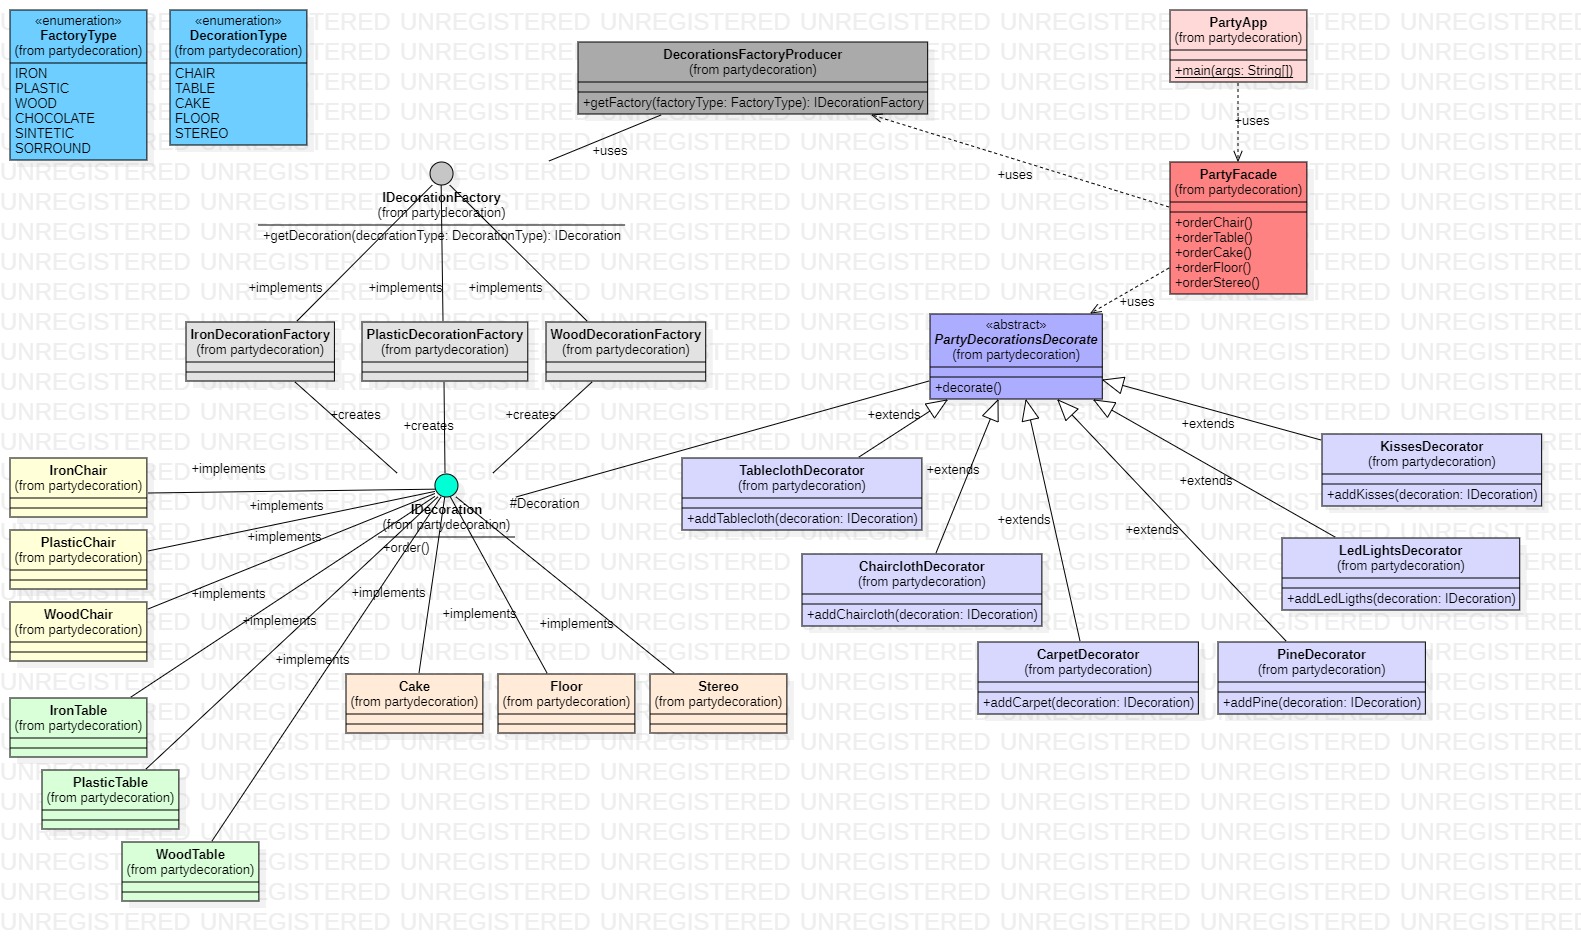 «enumeration»
FactoryType
(from partydecoration)
IRON
PLASTIC
WOOD
CHOCOLATE
SINTETIC
SORROUND
«enumeration»
DecorationType
(from partydecoration)
CHAIR
TABLE
CAKE
FLOOR
STEREO
DecorationsFactoryProducer
(from partydecoration)
+getFactory(factoryType: FactoryType): IDecorationFactory
PartyApp
(from partydecoration)
+main(args: String[])
+uses
+uses
+uses
PartyFacade
(from partydecoration)
+orderChair()
+orderTable()
+orderCake()
+orderFloor()
+orderStereo()
IDecorationFactory
(from partydecoration)
+getDecoration(decorationType: DecorationType): IDecoration
+implements
+implements
+implements
+uses
IronDecorationFactory
(from partydecoration)
PlasticDecorationFactory
(from partydecoration)
WoodDecorationFactory
(from partydecoration)
«abstract»
PartyDecorationsDecorate
(from partydecoration)
+decorate()
+creates
+creates
+creates
+extends
+extends
+extends
+extends
+extends
+extends
#Decoration
KissesDecorator
(from partydecoration)
+addKisses(decoration: IDecoration)
TableclothDecorator
(from partydecoration)
+addTablecloth(decoration: IDecoration)
LedLightsDecorator
(from partydecoration)
+addLedLigths(decoration: IDecoration)
ChairclothDecorator
(from partydecoration)
+addChaircloth(decoration: IDecoration)
CarpetDecorator
(from partydecoration)
+addCarpet(decoration: IDecoration)
PineDecorator
(from partydecoration)
+addPine(decoration: IDecoration)
IDecoration
(from partydecoration)
+order()
+implements
+implements
+implements
+implements
+implements
+implements
+implements
+implements
+implements
IronChair
(from partydecoration)
PlasticChair
(from partydecoration)
WoodChair
(from partydecoration)
IronTable
(from partydecoration)
PlasticTable
(from partydecoration)
WoodTable
(from partydecoration)
Cake
(from partydecoration)
Floor
(from partydecoration)
Stereo
(from partydecoration)
UNREGISTERED